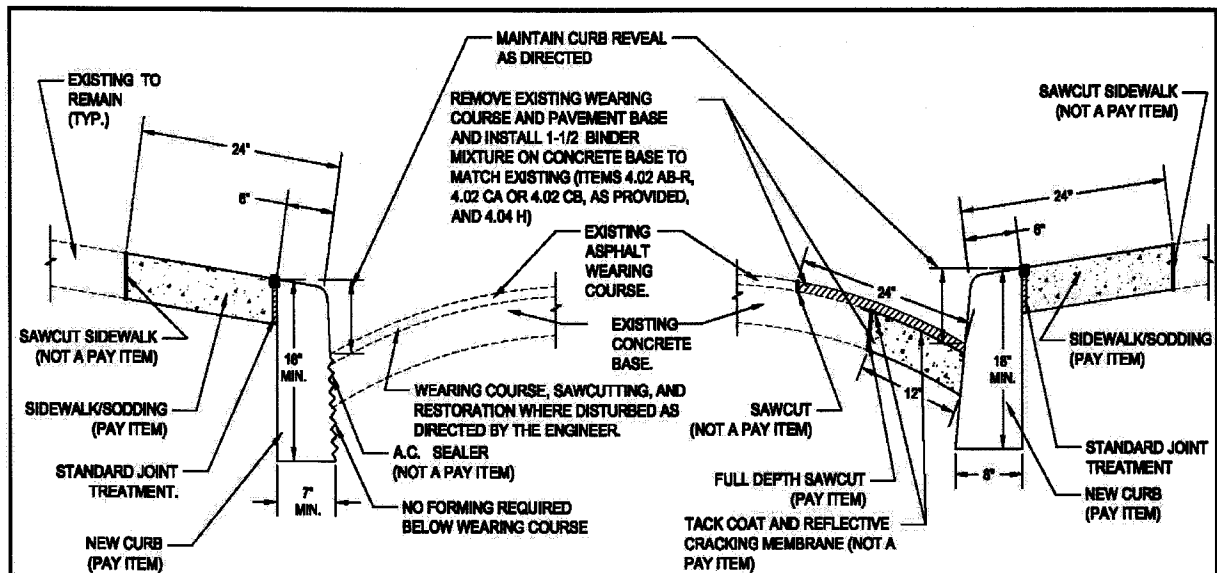 MAINTAIN CURB REVEAL
AS DIRECTED
EXISTING TO
REMAIN
(TYP.)
REMOVE EXISTING WEARING
COURSE AND PAVEMENT BASE
AND INSTALL 1-1/2 BINDER
MIXTURE ON CONCRETE BASE TO
MATCH EXISTING (ITEMS 4.02 AB-R,
4.02 CA OR 4.02 CB, AS PROVIDED,
AND 4.04 H)
SAWCUT SIDEWALK
(NOT A PAY ITEM)
24"
6"
24"
6"
EXISTING
ASPHALT
WEARING
COURSE.
24"
EXISTING
CONCRETE
BASE.
SAWCUT SIDEWALK
(NOT A PAY ITEM)
18"
MIN.
SIDEWALK/SODDING
(PAY ITEM)
18"
MIN.
12"
WEARING COURSE, SAWCUTTING, AND
RESTORATION WHERE DISTURBED AS
DIRECTED BY THE ENGINEER.
SAWCUT
(NOT A PAY ITEM)
SIDEWALK/SODDING
(PAY ITEM)
A.C. SEALER
(NOT A PAY ITEM)
STANDARD JOINT
TREATMENT
STANDARD JOINT
TREATMENT.
FULL DEPTH SAWCUT
(PAY ITEM)
8"
7"
MIN.
NO FORMING REQUIRED
BELOW WEARING COURSE
NEW CURB
(PAY ITEM)
TACK COAT AND REFLECTIVE
CRACKING MEMBRANE (NOT A
PAY ITEM)
NEW CURB
(PAY ITEM)